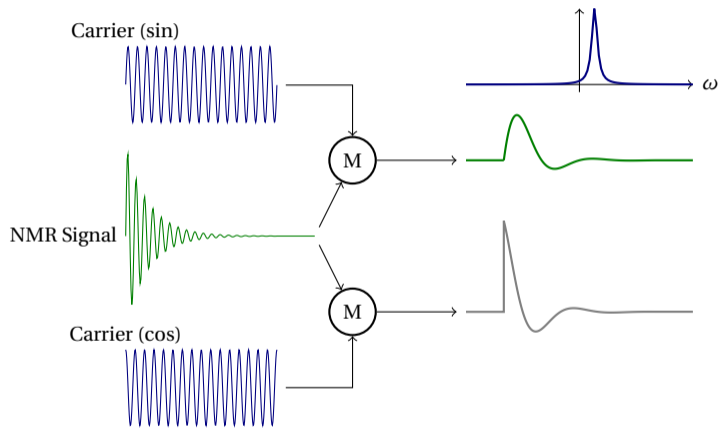 Carrier (sin)
ω
M
NMR Signal
M
Carrier (cos)